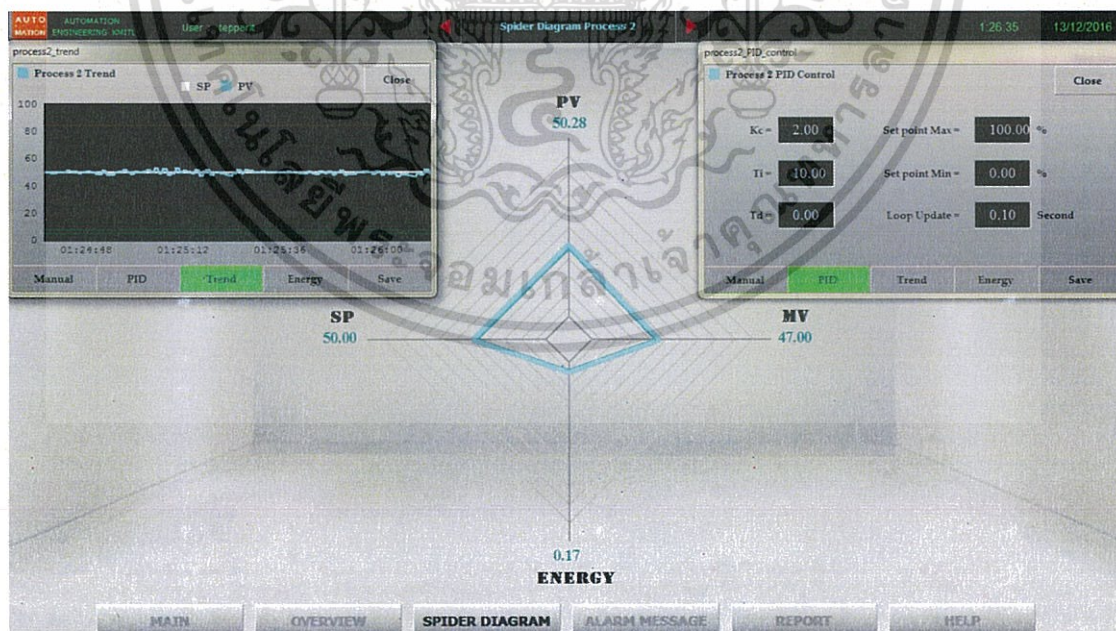 AUTO
MATION
AUTOMATION
ENGINEERING KMITL
User : tepperz
Spider Diagram Process 2
1:26:35
13/12/2016
process2_trend
Process 2 Trend
SP PV
Close
100
80
60
40
20
0
01:24:48 01:25:12 01:25:36 01:26:00
Manual PID Trend Energy Save
process2_PID_control
Process 2 PID Control
Close
Kc = 2.00 Set point Max = 100.00 %
Ti = 10.00 Set point Min = 0.00 %
Td = 0.00 Loop Update = 0.10 Second
Manual PID Trend Energy Save
PV
50.28
SP
50.00
MV
47.00
0.17
ENERGY
MAIN OVERVIEW SPIDER DIAGRAM ALARM MESSAGE REPORT HELP